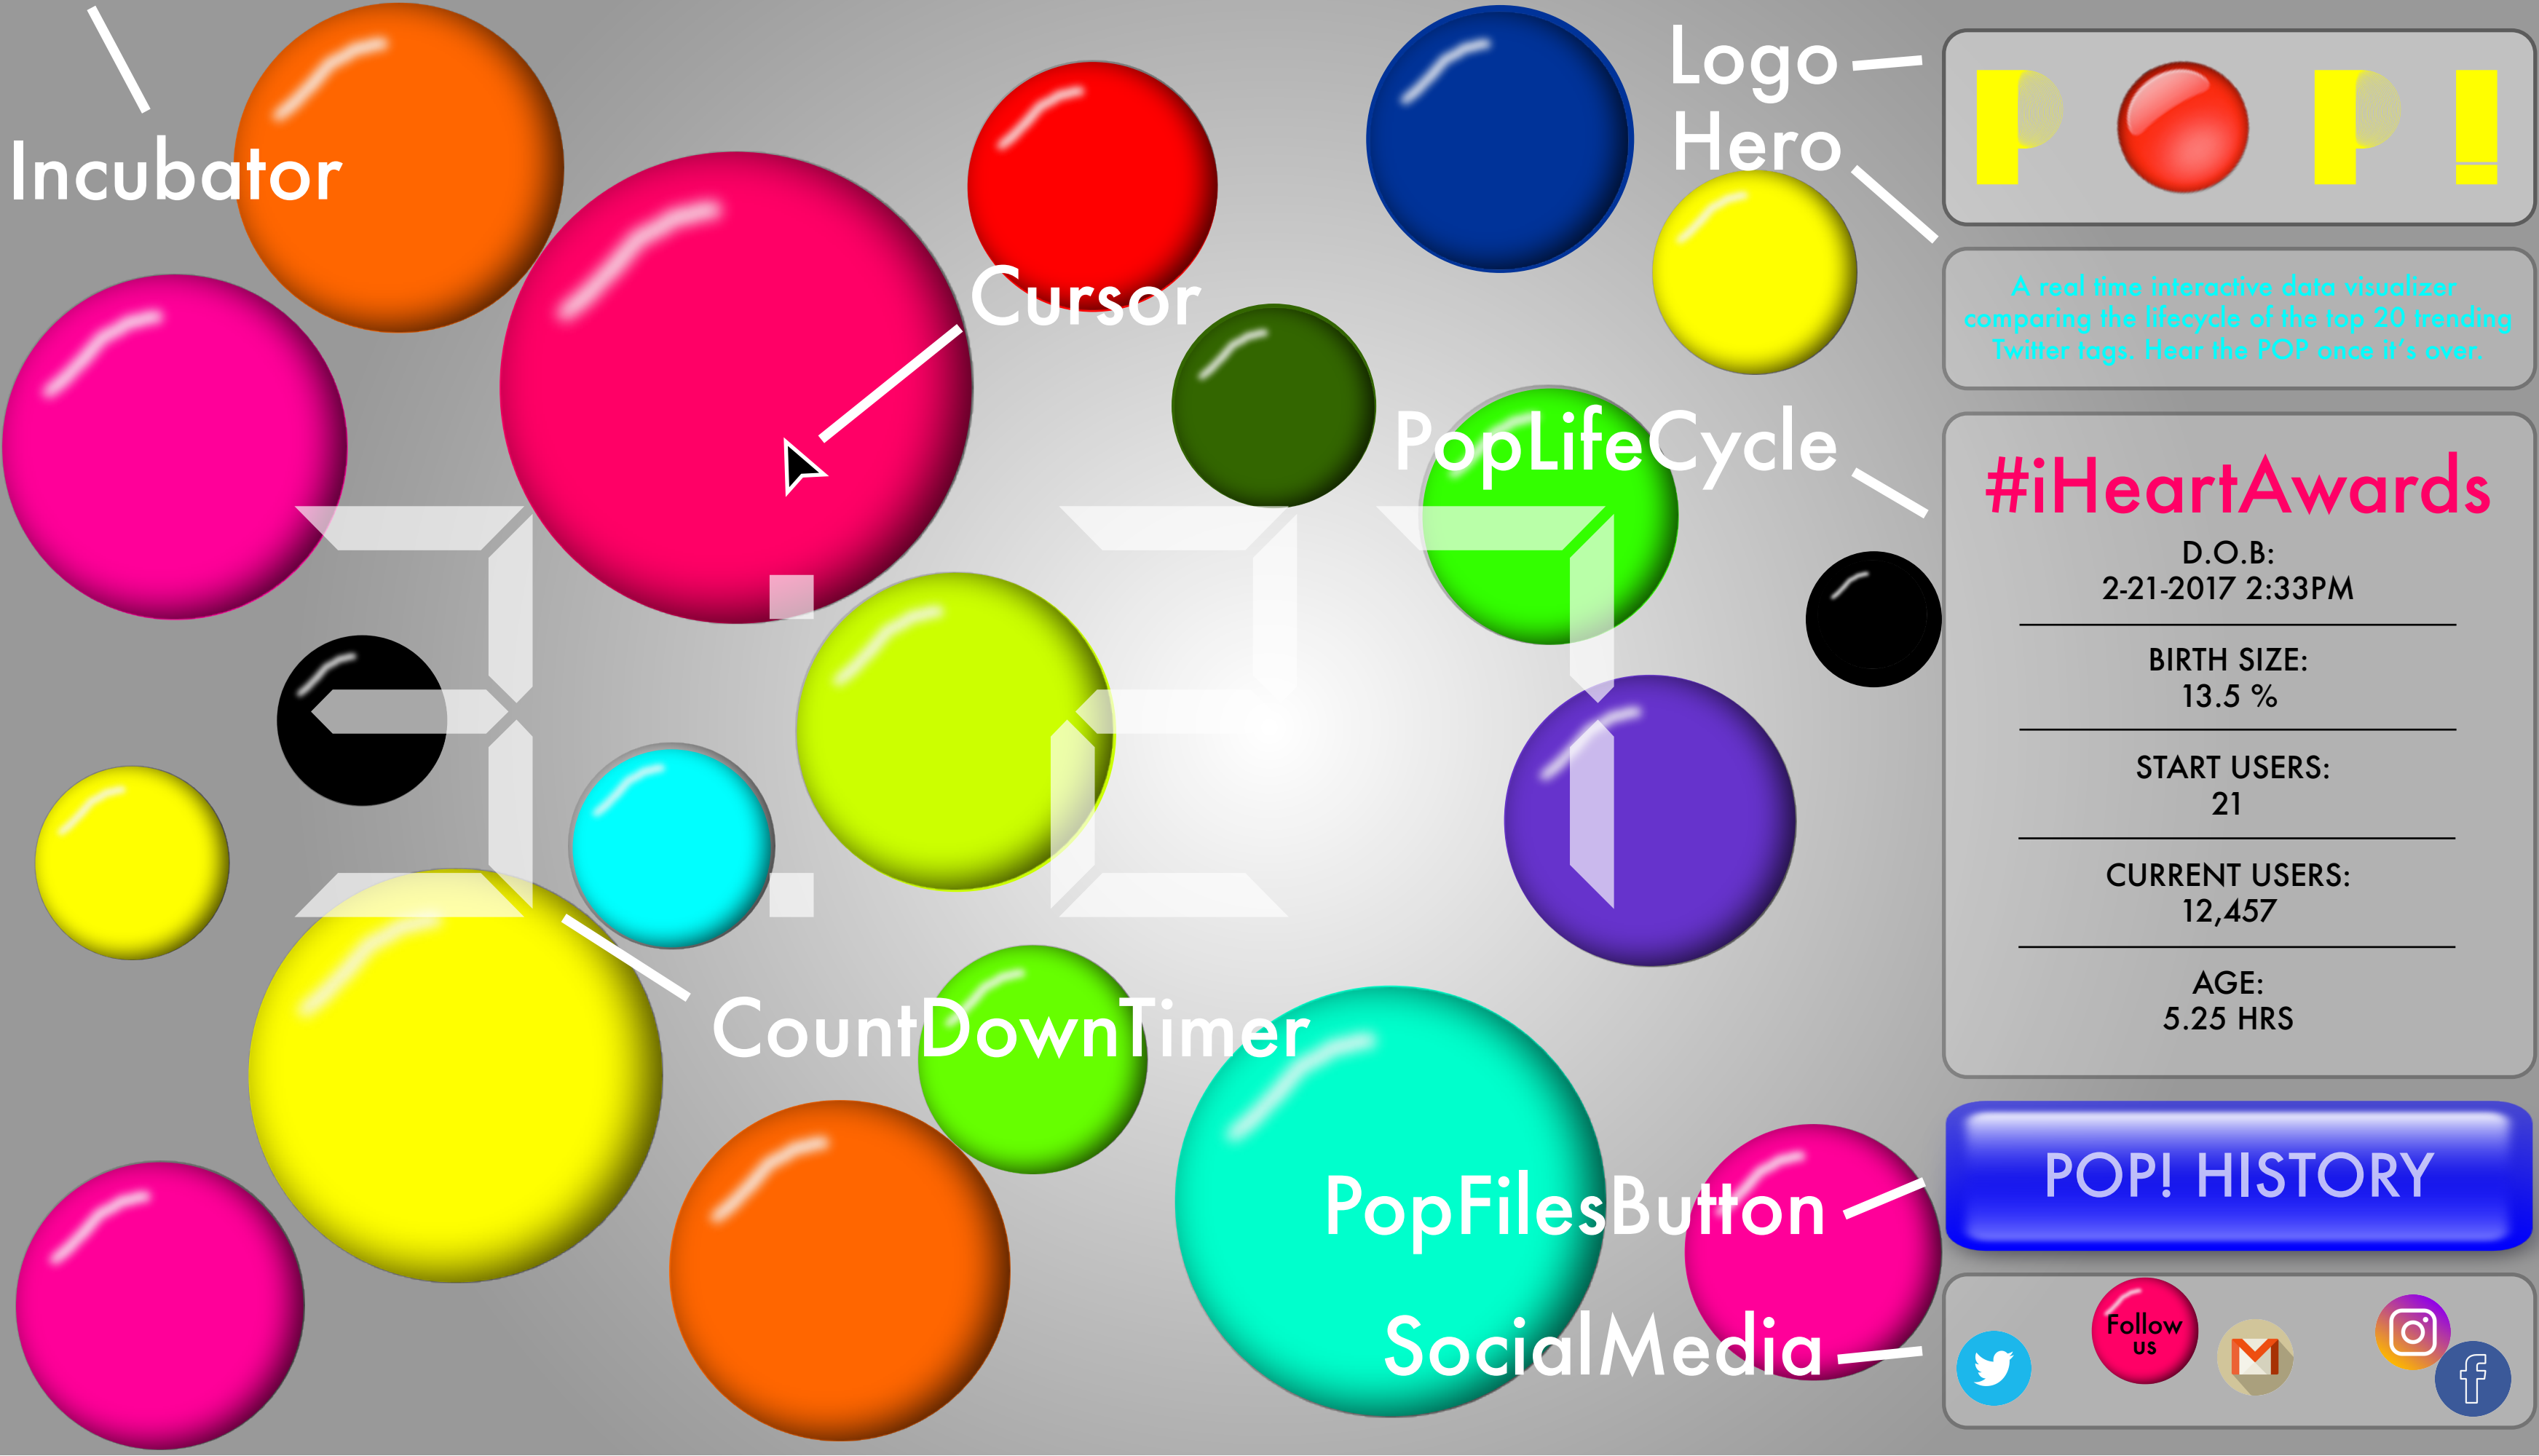 Incubator
Cursor
Logo
Hero
PopLifeCycle
3:27
CountDownTimer
PopFilesButton
SocialMedia
P P!
A real time interactive data visualizer
comparing the lifecycle of the top 20 trending
Twitter tags. Hear the POP once it's over.
#iHeartAwards
D.O.B:
2-21-2017 2:33PM
BIRTH SIZE:
13.5 %
START USERS:
21
CURRENT USERS:
12,457
AGE:
5.25 HRS
POP! HISTORY
Follow
us